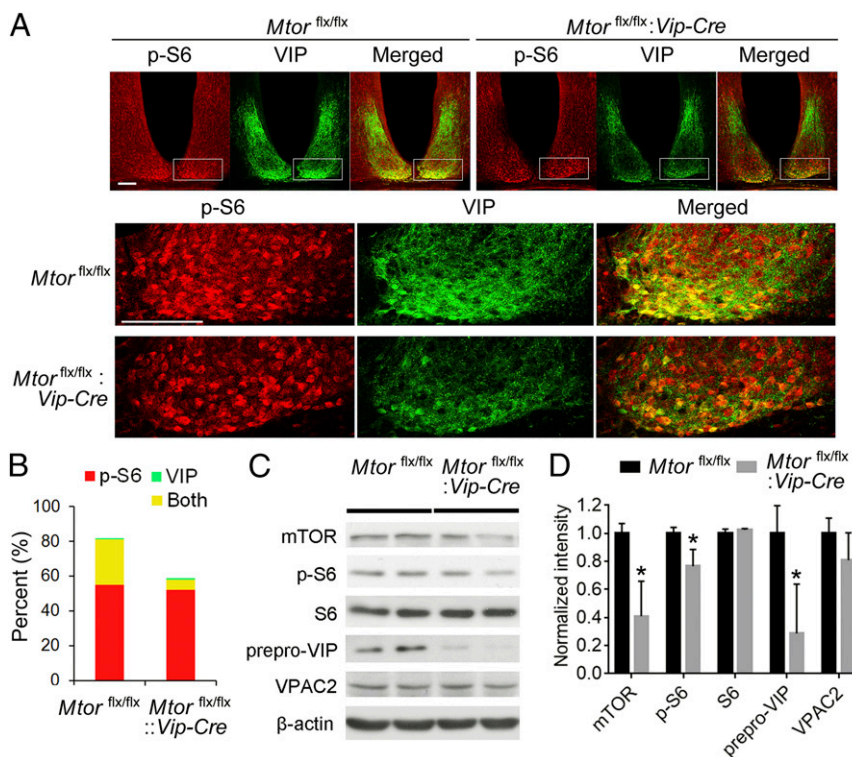 A
Mtor flx/flx
Mtor flx/flx:Vip-Cre
p-S6 VIP Merged p-S6 VIP Merged
p-S6 VIP Merged
Mtor flx/flx
Mtor flx/flx :
Vip-Cre
B
p-S6 VIP
Both
Percent (%)
100
80
60
40
20
0
Mtor flx/flx
Mtor flx/flx
::Vip-Cre
C
Mtor flx/flx
Mtor flx/flx
:Vip-Cre
mTOR
p-S6
S6
prepro-VIP
VPAC2
β-actin
D
Mtor flx/flx
Mtor flx/flx
:Vip-Cre
Normalized intensity
1.2
1.0
0.8
0.6
0.4
0.2
0.0
* * *
mTOR
p-S6
S6
prepro-VIP
VPAC2